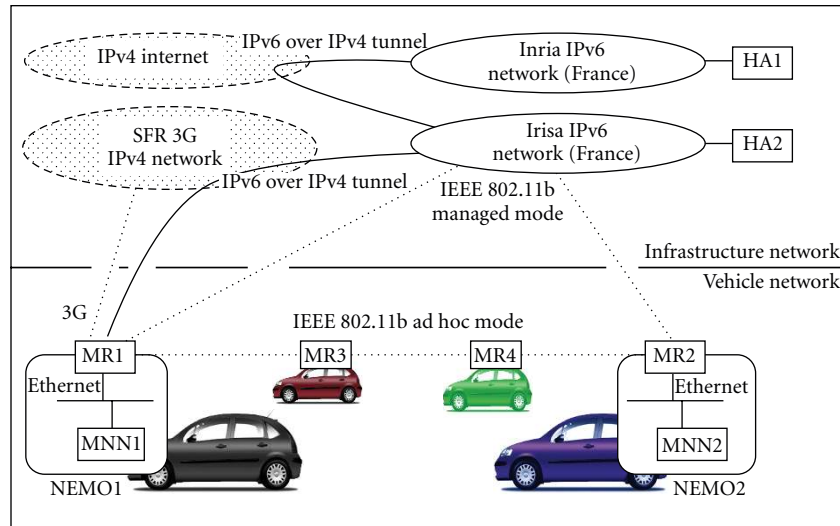 IPv6 over IPv4 tunnel
IPv4 internet
Inria IPv6
network (France)
HA1
SFR 3G
IPv4 network
Irisa IPv6
network (France)
HA2
IPv6 over IPv4 tunnel
IEEE 802.11b
managed mode
Infrastructure network
Vehicle network
3G
IEEE 802.11b ad hoc mode
MR1
MR3
MR4
MR2
Ethernet
Ethernet
MNN1
MNN2
NEMO1
NEMO2